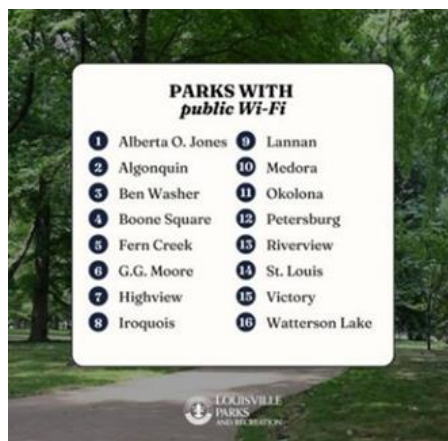 PARKS WITH
public Wi-Fi
1 Alberta O. Jones
2 Algonquin
3 Ben Washer
4 Boone Square
5 Fern Creek
6 G.G. Moore
7 Highview
8 Iroquois
9 Lannan
10 Medora
11 Okolona
12 Petersburg
13 Riverview
14 St. Louis
15 Victory
16 Watterson Lake
LOUISVILLE
PARKS
AND RECREATION